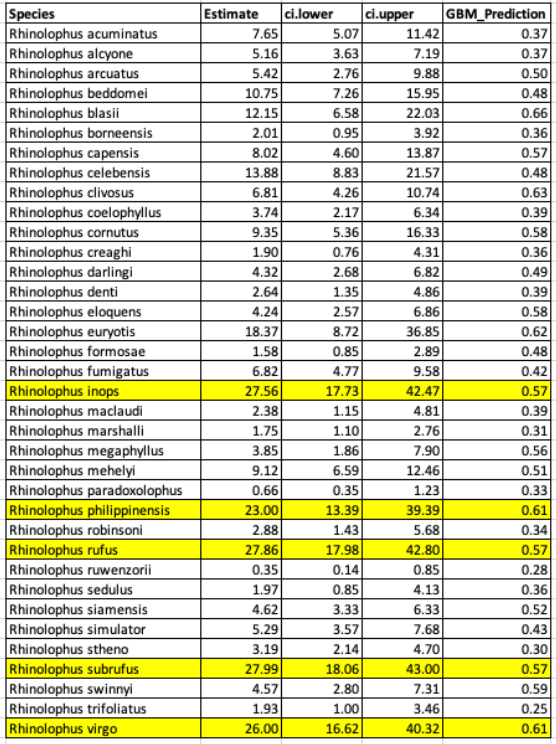 Species Estimate ci.lower ci.upper GBM_Prediction
Rhinolophus acuminatus 7.65 5.07 11.42 0.37
Rhinolophus alcyone 5.16 3.63 7.19 0.37
Rhinolophus arcuatus 5.42 2.76 9.88 0.50
Rhinolophus beddomei 10.75 7.26 15.95 0.48
Rhinolophus blasii 12.15 6.58 22.03 0.66
Rhinolophus borneensis 2.01 0.95 3.92 0.36
Rhinolophus capensis 8.02 4.60 13.87 0.57
Rhinolophus celebensis 13.88 8.83 21.57 0.48
Rhinolophus clivosus 6.81 4.26 10.74 0.63
Rhinolophus coelophyllus 3.74 2.17 6.34 0.39
Rhinolophus cornutus 9.35 5.36 16.33 0.58
Rhinolophus creaghi 1.90 0.76 4.31 0.36
Rhinolophus darlingi 4.32 2.68 6.82 0.49
Rhinolophus denti 2.64 1.35 4.86 0.39
Rhinolophus eloquens 4.24 2.57 6.86 0.58
Rhinolophus euryotis 18.37 8.72 36.85 0.62
Rhinolophus formosae 1.58 0.85 2.89 0.48
Rhinolophus fumigatus 6.82 4.77 9.58 0.42
Rhinolophus inops 27.56 17.73 42.47 0.57
Rhinolophus maclaudi 2.38 1.15 4.81 0.39
Rhinolophus marshalli 1.75 1.10 2.76 0.31
Rhinolophus megaphyllus 3.85 1.86 7.90 0.56
Rhinolophus mehelyi 9.12 6.59 12.46 0.51
Rhinolophus paradoxolophus 0.66 0.35 1.23 0.33
Rhinolophus philippinensis 23.00 13.39 39.39 0.61
Rhinolophus robinsoni 2.88 1.43 5.68 0.34
Rhinolophus rufus 27.86 17.98 42.80 0.57
Rhinolophus ruwenzorii 0.35 0.14 0.85 0.28
Rhinolophus sedulus 1.97 0.85 4.13 0.36
Rhinolophus siamensis 4.62 3.33 6.33 0.52
Rhinolophus simulator 5.29 3.57 7.68 0.43
Rhinolophus stheno 3.19 2.14 4.70 0.30
Rhinolophus subrufus 27.99 18.06 43.00 0.57
Rhinolophus swinnyi 4.57 2.80 7.31 0.59
Rhinolophus trifoliatus 1.93 1.00 3.46 0.25
Rhinolophus virgo 26.00 16.62 40.32 0.61